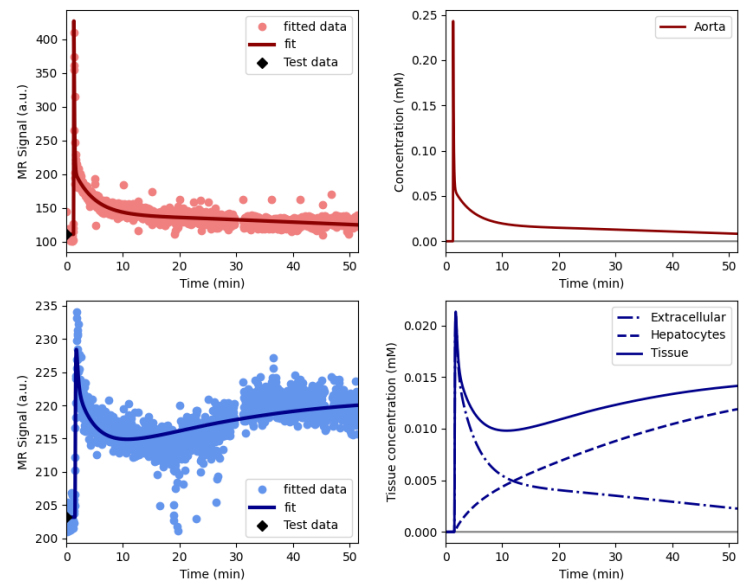 MR Signal (a.u.)
400
350
300
250
200
150
100
0 10 20 30 40 50
Time (min)
fitted data
fit
Test data
Concentration (mM)
0.25
0.20
0.15
0.10
0.05
0.00
0 10 20 30 40 50
Time (min)
Aorta
MR Signal (a.u.)
235
230
225
220
215
210
205
200
0 10 20 30 40 50
Time (min)
fitted data
fit
Test data
Tissue concentration (mM)
0.020
0.015
0.010
0.005
0.000
0 10 20 30 40 50
Time (min)
Extracellular
Hepatocytes
Tissue